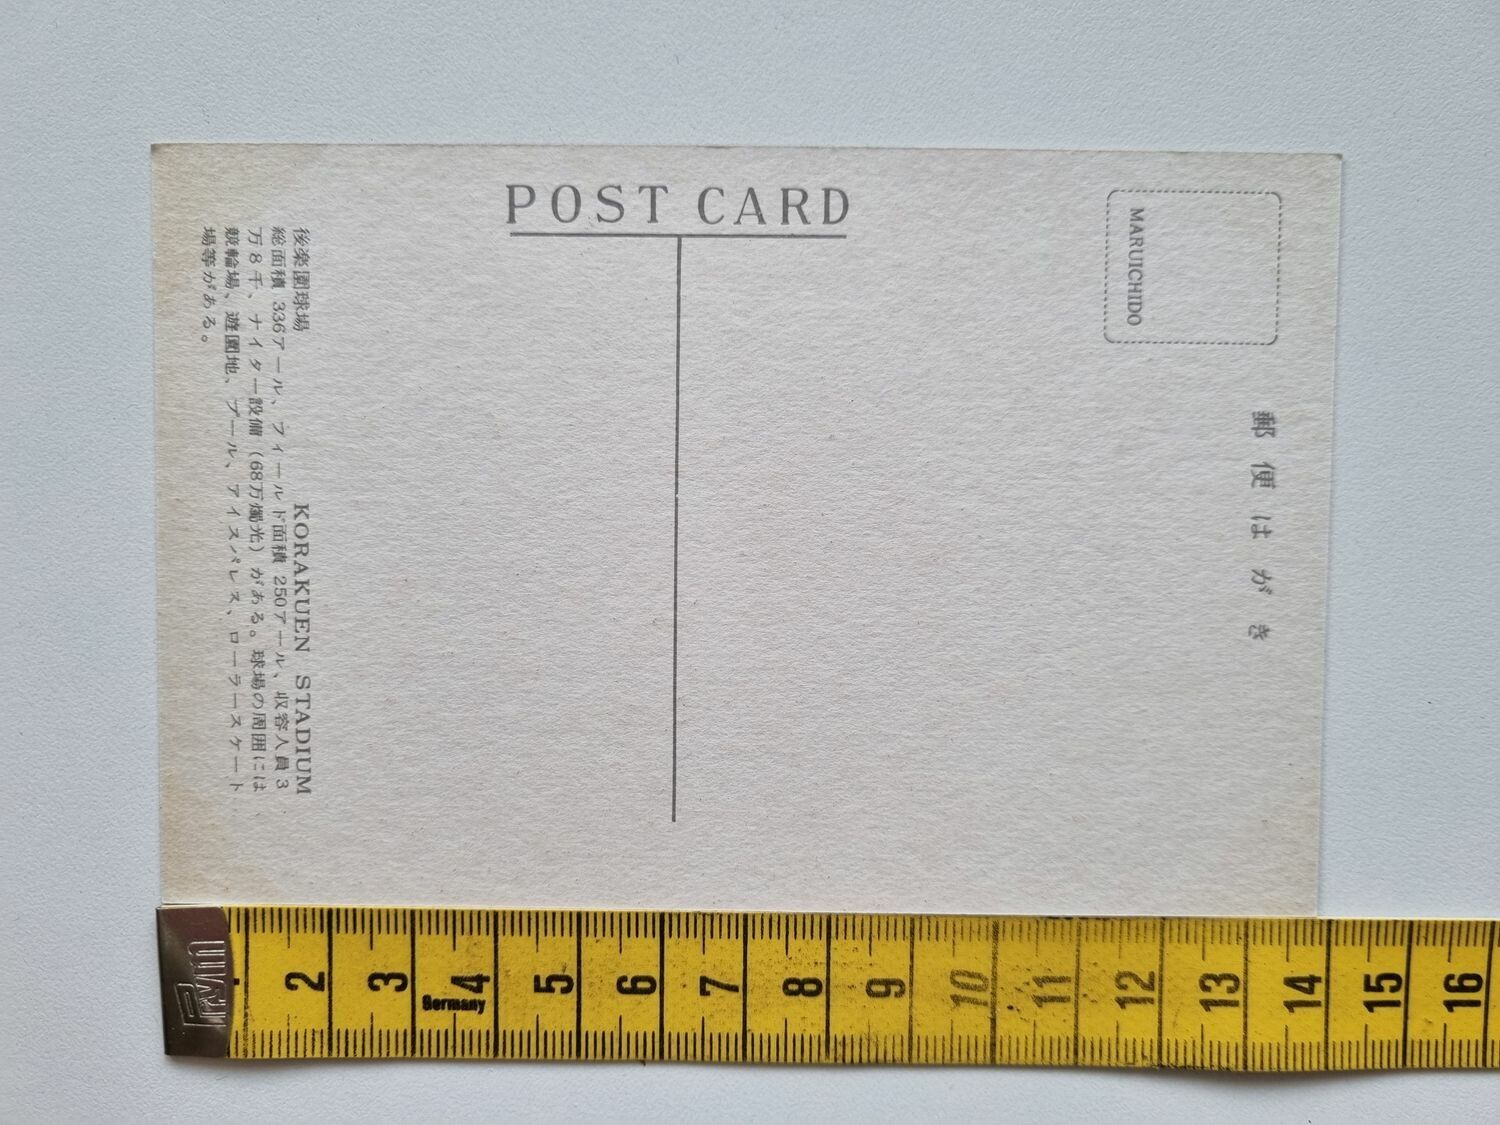 POST CARD
MARUICHIDO
郵便はがき
後楽園球場 KORAKUEN STADIUM
総面積 336アール、フィールド面積 250アール、収容人員3
万8千、ナイター設備（68万燭光）がある。球場の周囲には
競輪場、遊園地、プール、アイスパレス、ローラースケート
場等がある。
Prym
2 3 4 5 6 7 8 9 10 11 12 13 14 15 16
Germany